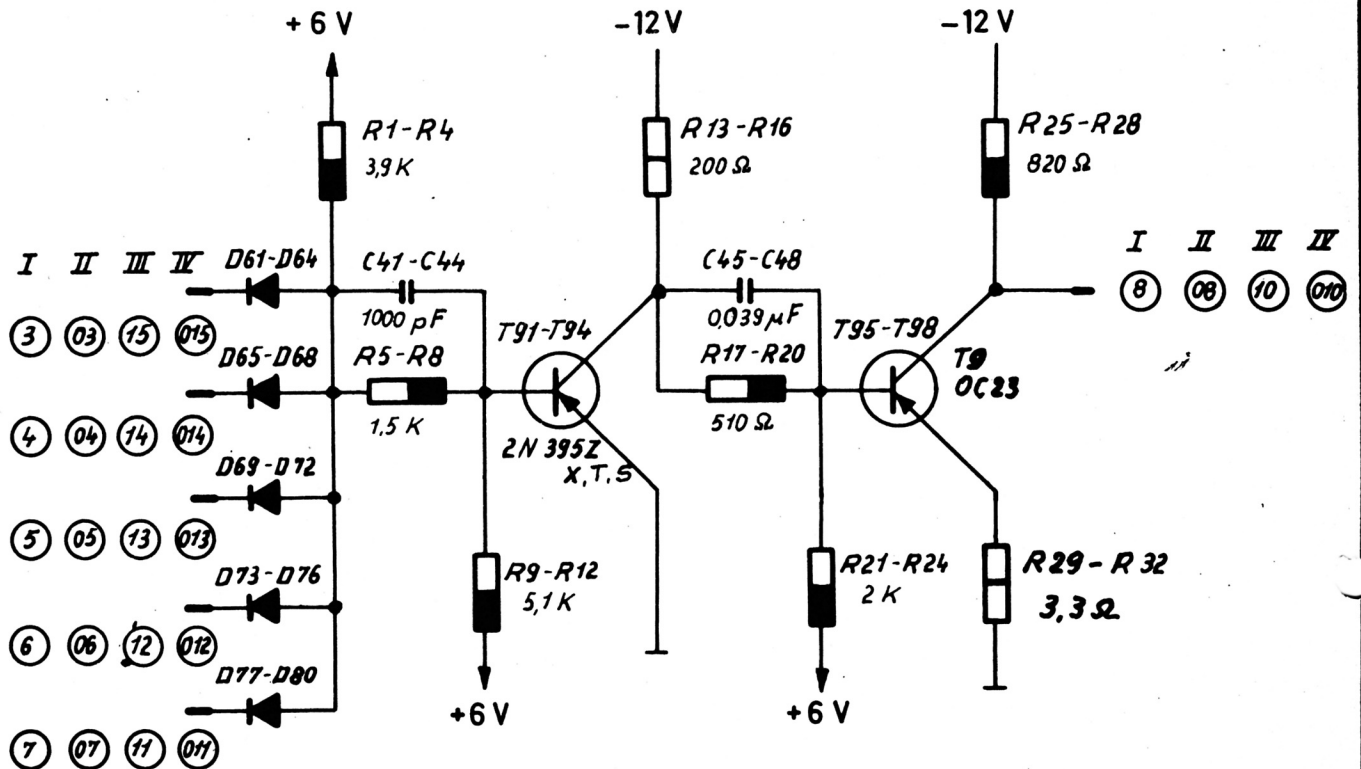 +6 V
-12 V
-12 V
R1-R4
3,9 K
R13-R16
200 Ω
R25-R28
820 Ω
I II III IV
D61-D64
C41-C44
1000 pF
C45-C48
0,039 µF
I II III IV
8 08 10 010
3 03 15 015
T91-T94
T95-T98
D65-D68
R5-R8
1,5 K
R17-R20
510 Ω
T9
OC23
4 04 14 014
2N 395Z
X,T,S
D69-D72
5 05 13 013
D73-D76
R9-R12
5,1 K
R21-R24
2 K
R29-R32
3,3 Ω
6 06 12 012
D77-D80
+6 V
+6 V
7 07 11 011